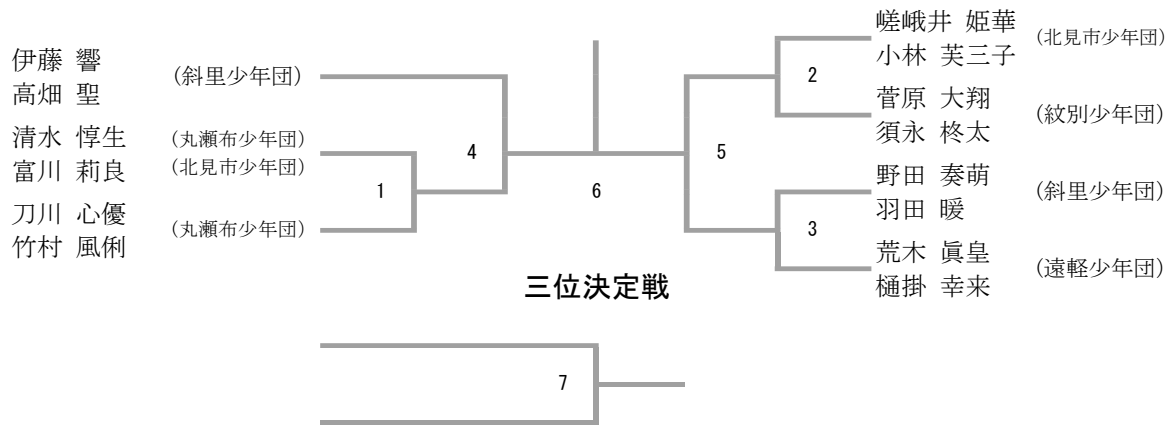 伊藤 響
高畑 聖
(斜里少年団)
清水 惇生
(丸瀬布少年団)
富川 莉良
(北見市少年団)
刀川 心優
竹村 風俐
(丸瀬布少年団)
1
4
6
5
2
3
嵯峨井 姫華
小林 芙三子
(北見市少年団)
菅原 大翔
須永 柊太
(紋別少年団)
野田 奏萌
羽田 暖
(斜里少年団)
荒木 眞皇
樋掛 幸来
(遠軽少年団)
三位決定戦
7